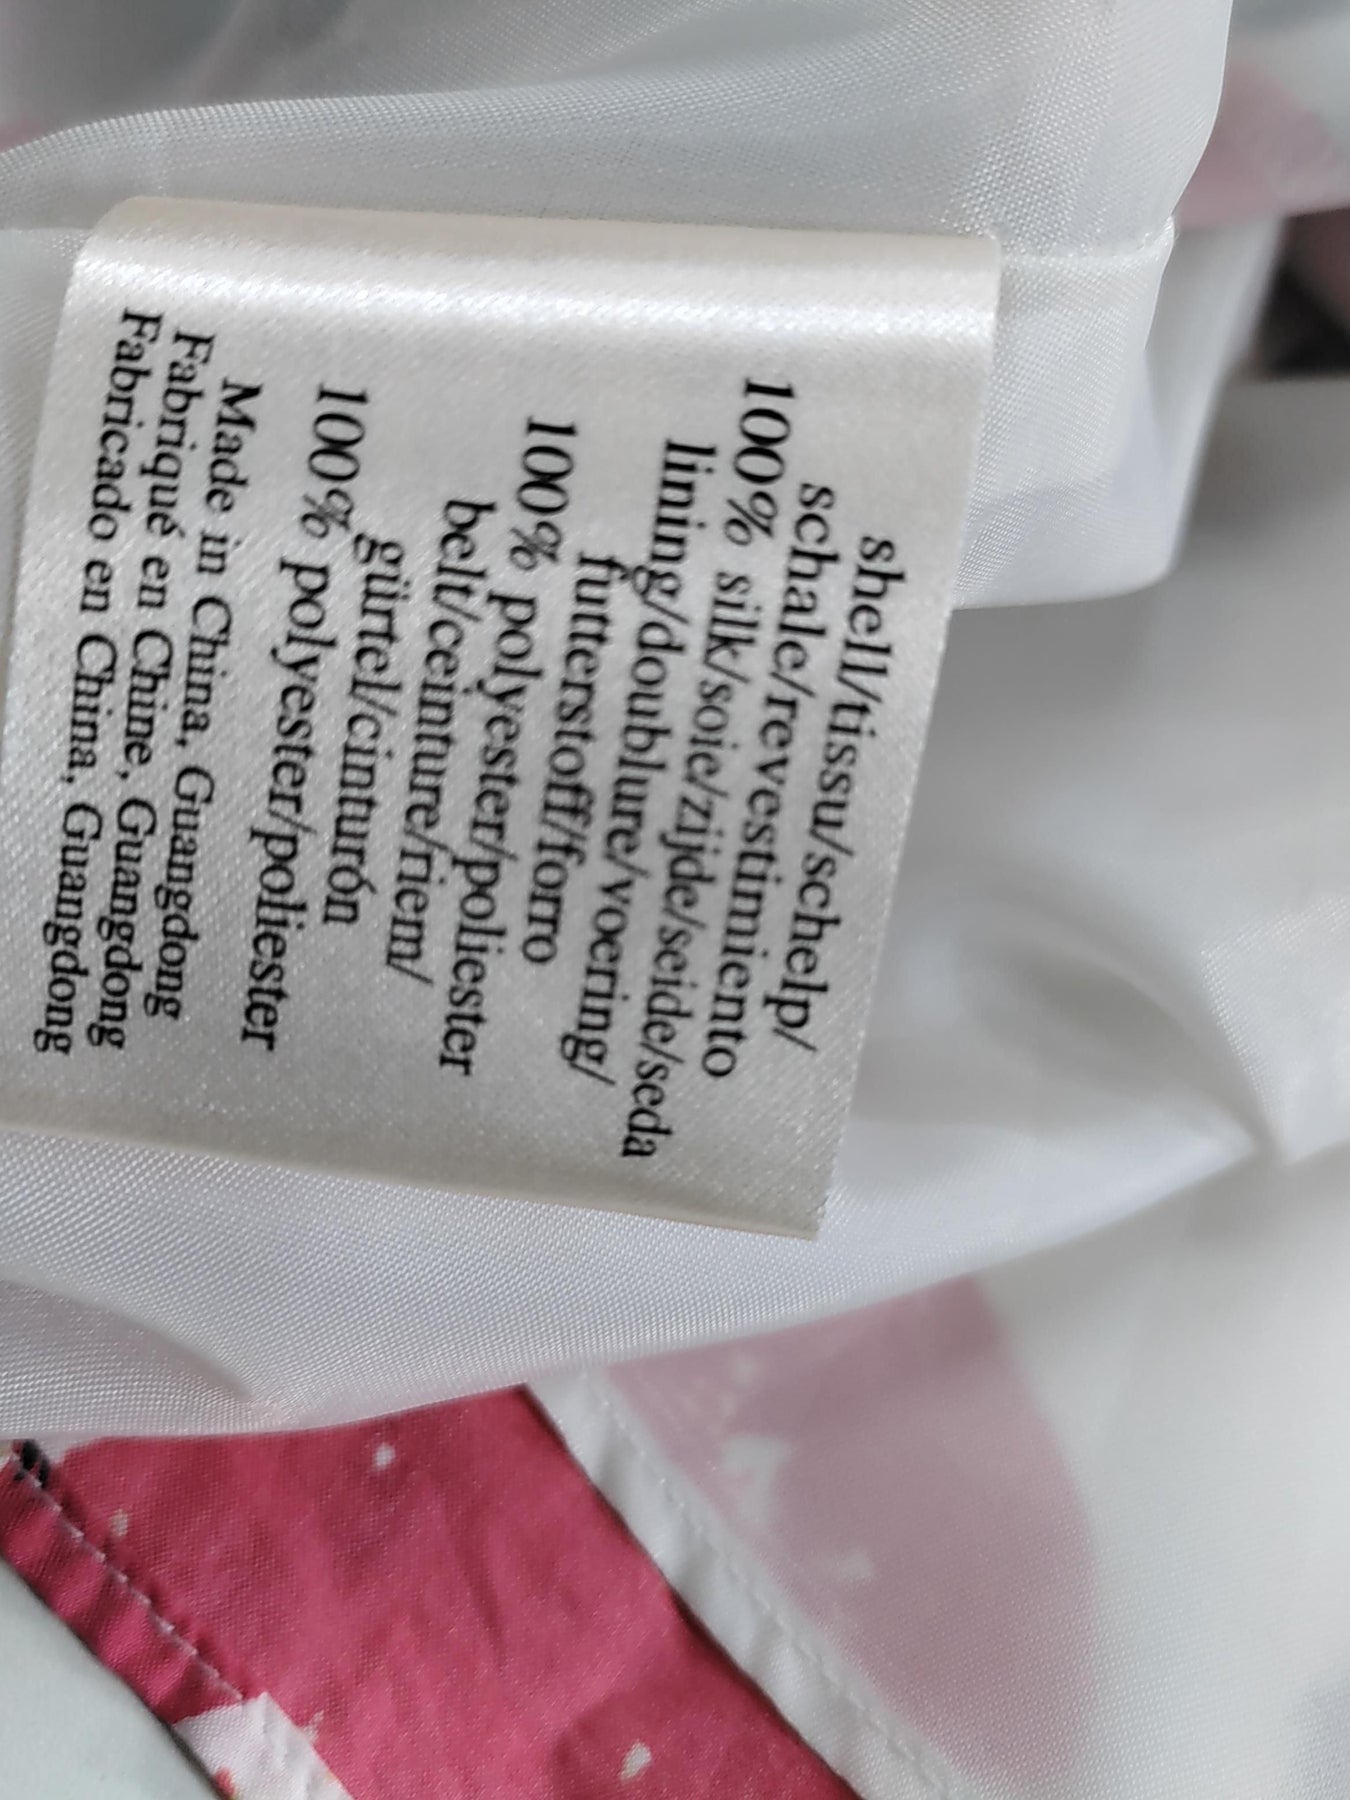 shell/tissu/schelp/
schale/revestimiento
100% silk/soie/zijde/seide/seda
lining/doublure/voering/
futterstoff/forro
100% polyester/poliester
belt/ceinture/riem/
gürtel/cinturón
100% polyester/poliester
Made in China, Guangdong
Fabriqué en Chine, Guangdong
Fabricado en China, Guangdong